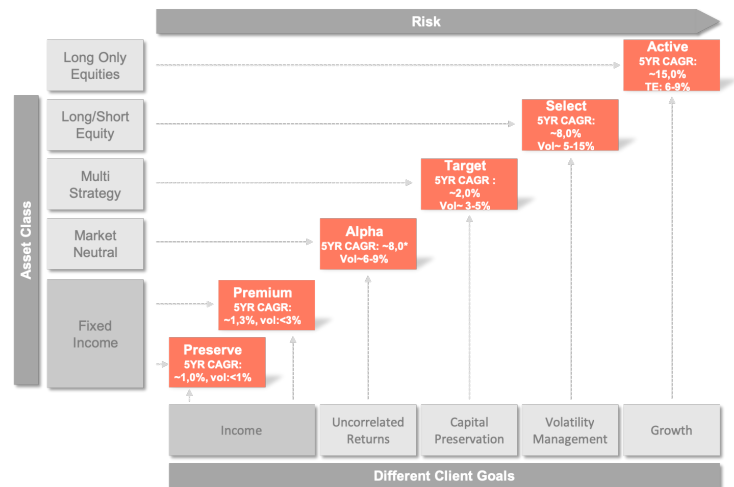 Risk
Long Only
Equities
Active
5YR CAGR:
~15,0%
TE: 6-9%
Long/Short
Equity
Select
5YR CAGR:
~8,0%
Vol~ 5-15%
Multi
Strategy
Target
5YR CAGR :
~2,0%
Vol~ 3-5%
Market
Neutral
Alpha
5YR CAGR: ~8,0*
Vol~6-9%
Fixed
Income
Premium
5YR CAGR:
~1,3%, vol:<3%
Preserve
5YR CAGR:
~1,0%, vol:<1%
Asset Class
Income
Uncorrelated
Returns
Capital
Preservation
Volatility
Management
Growth
Different Client Goals